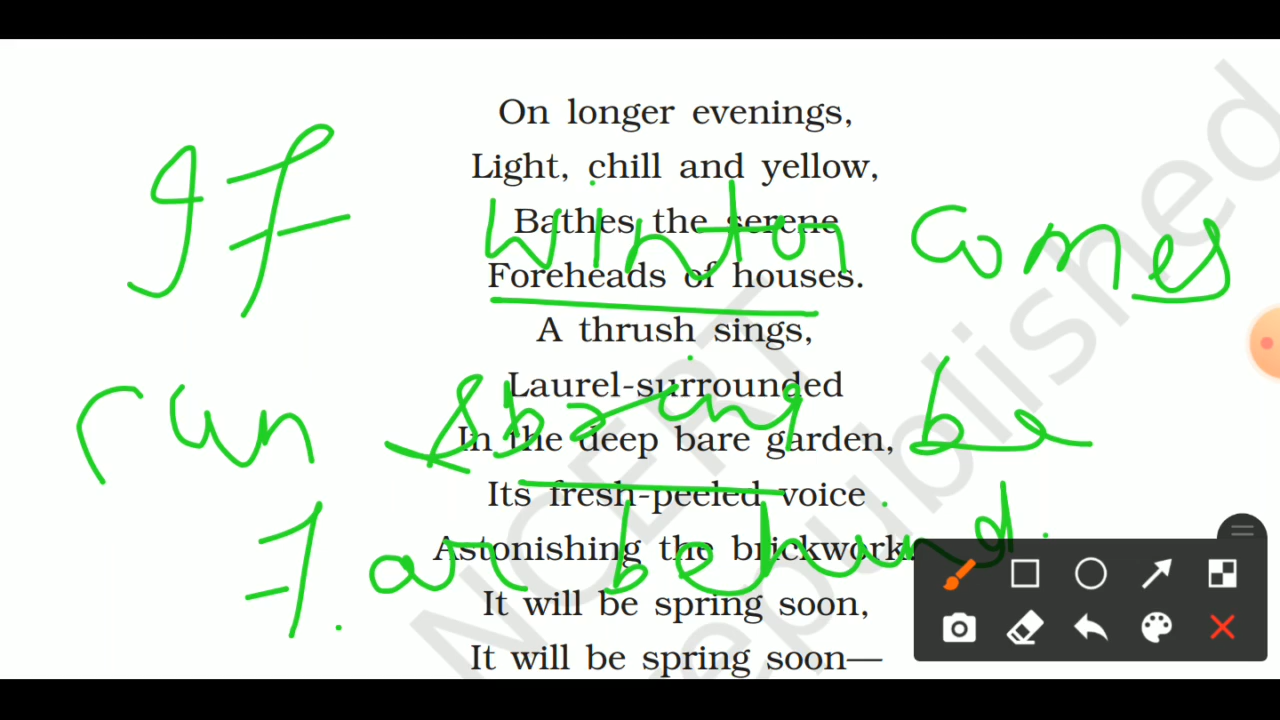 On longer evenings,
Light, chill and yellow,
Bathes the serene
Foreheads of houses.
A thrush sings,
Laurel-surrounded
In the deep bare garden,
Its fresh-peeled voice
Astonishing the brickwork.
It will be spring soon,
It will be spring soon—
IF winter comes
can spring be
Far behind.
NCERT
republished